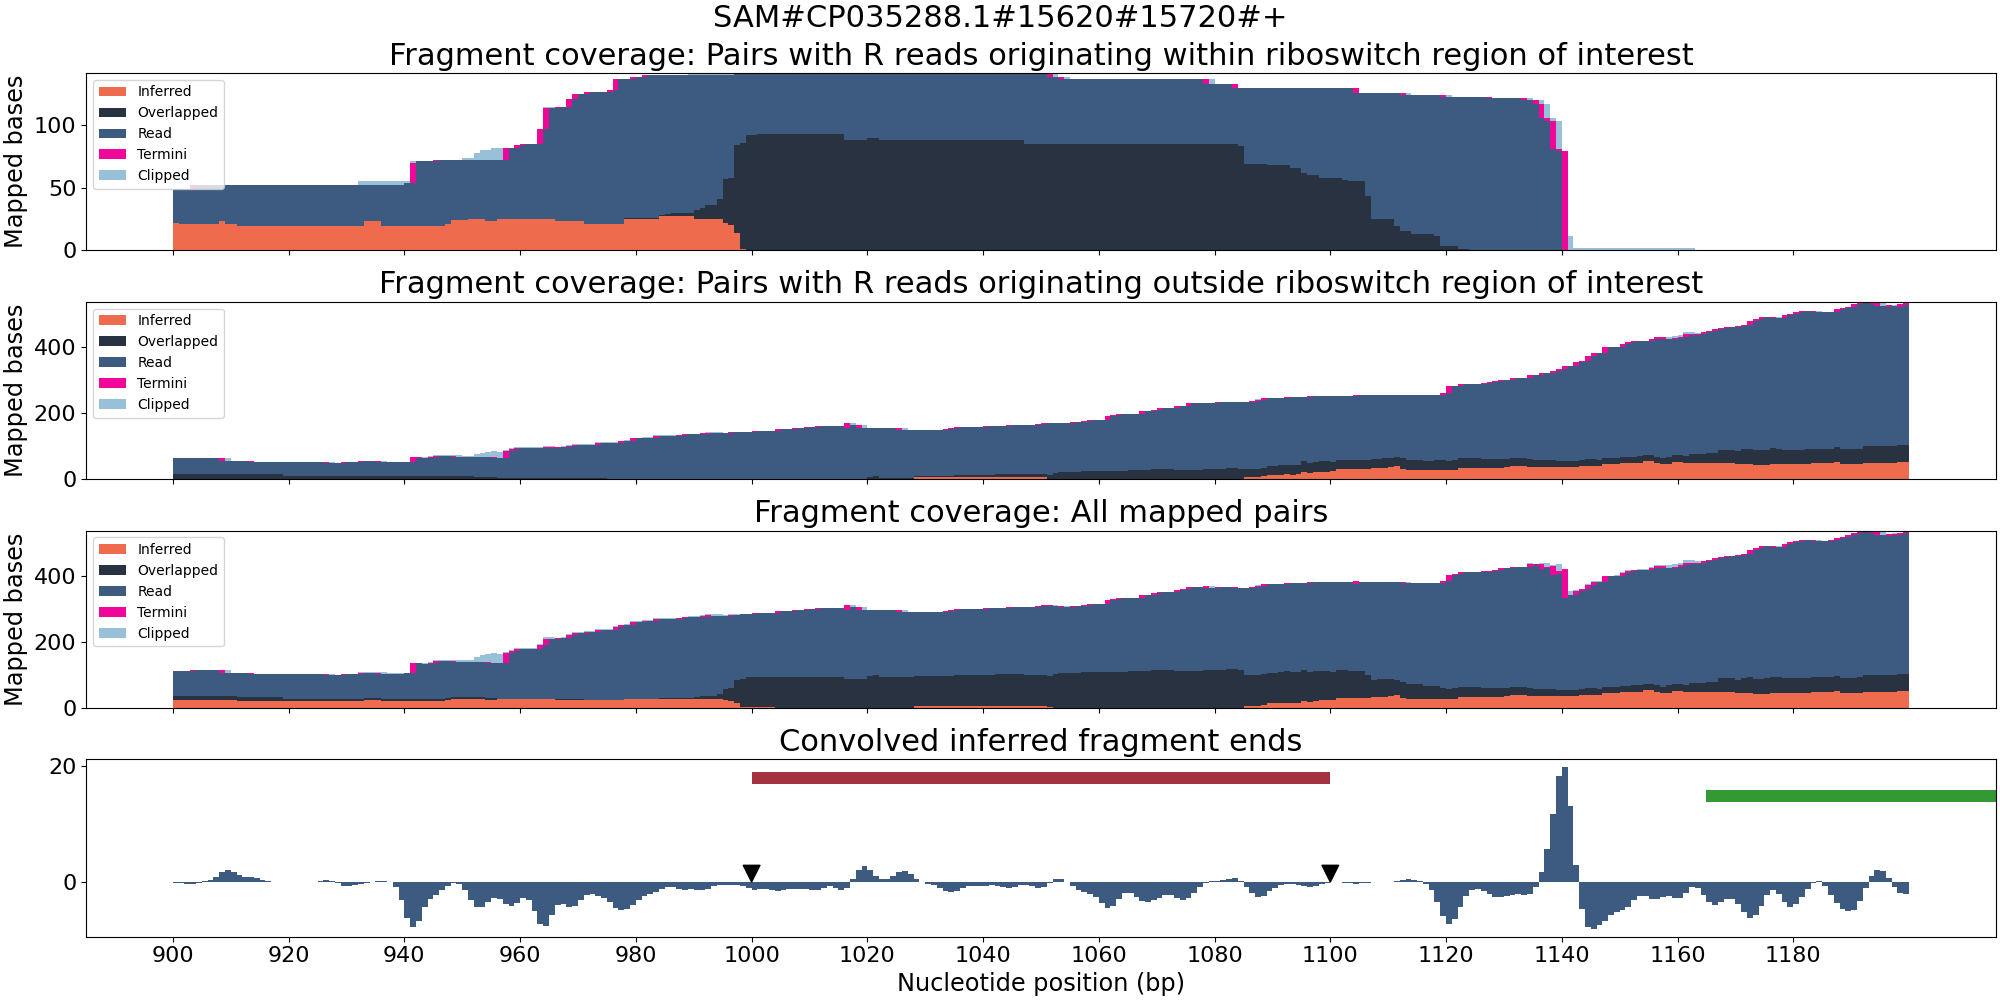 SAM#CP035288.1#15620#15720#+
Fragment coverage: Pairs with R reads originating within riboswitch region of interest
Mapped bases
100
50
0
Inferred
Overlapped
Read
Termini
Clipped
Fragment coverage: Pairs with R reads originating outside riboswitch region of interest
Mapped bases
400
200
0
Inferred
Overlapped
Read
Termini
Clipped
Fragment coverage: All mapped pairs
Mapped bases
400
200
0
Inferred
Overlapped
Read
Termini
Clipped
Convolved inferred fragment ends
20
0
900 920 940 960 980 1000 1020 1040 1060 1080 1100 1120 1140 1160 1180
Nucleotide position (bp)